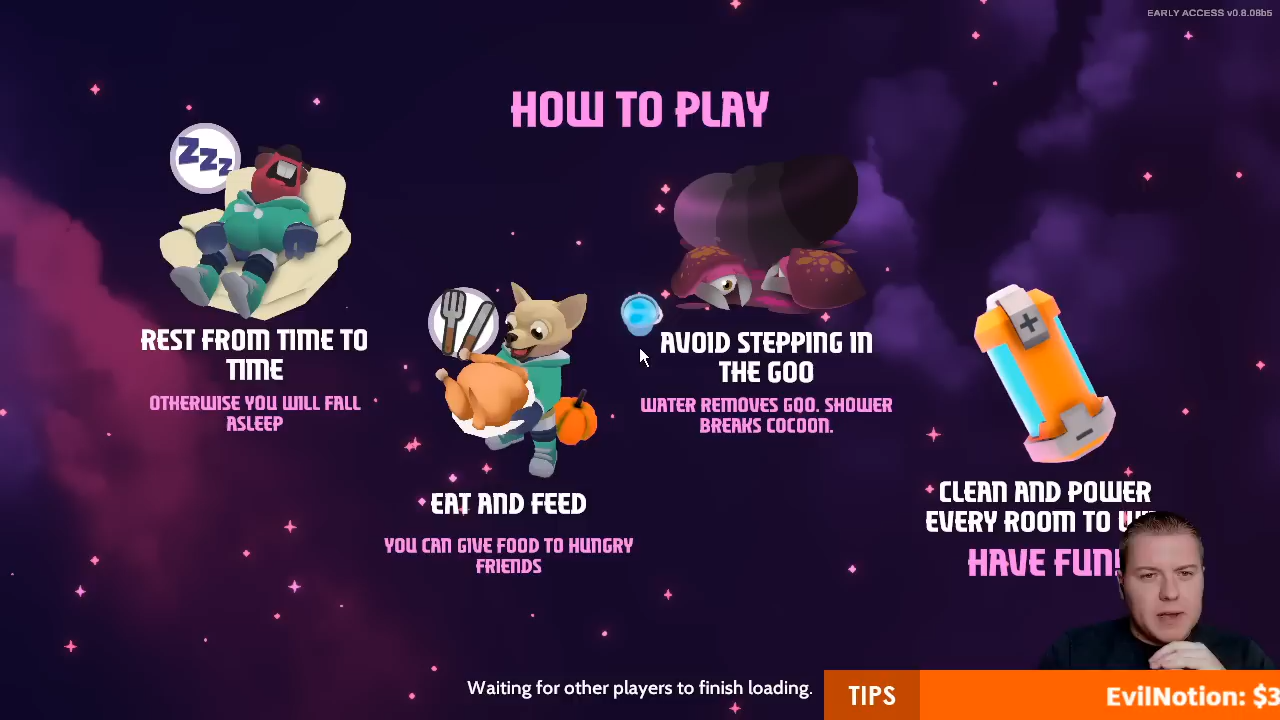 EARLY ACCESS v0.8.08b5
HOW TO PLAY
ZZZ
REST FROM TIME TO
TIME
OTHERWISE YOU WILL FALL
ASLEEP
EAT AND FEED
YOU CAN GIVE FOOD TO HUNGRY
FRIENDS
AVOID STEPPING IN
THE GOO
WATER REMOVES GOO. SHOWER
BREAKS COCOON.
CLEAN AND POWER
EVERY ROOM TO
HAVE FUN!
Waiting for other players to finish loading.
TIPS
EvilNotion: $3